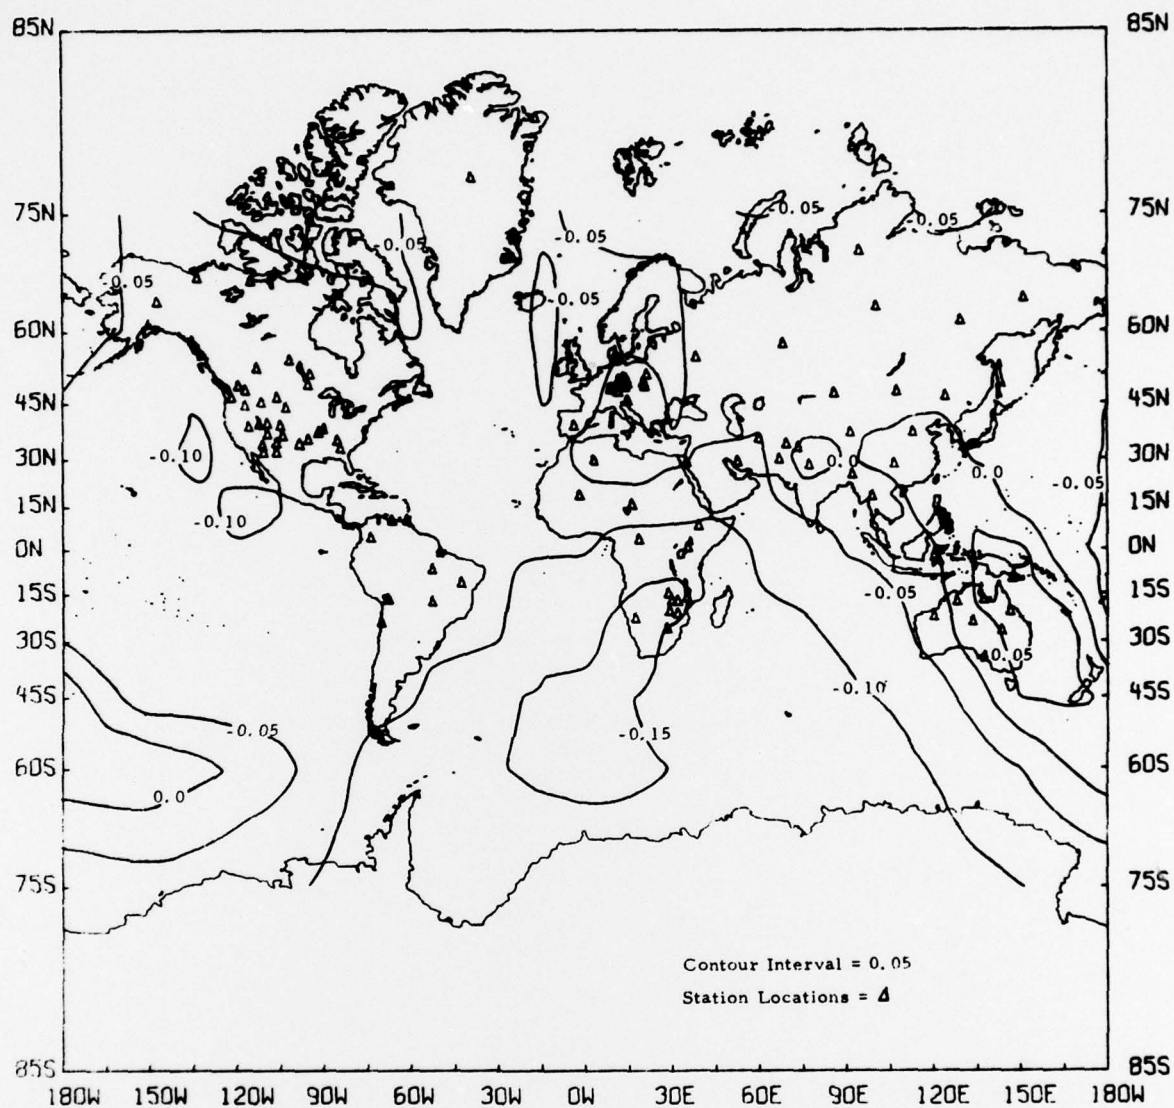 85N 85N
75N 75N
-0.05 -0.05
-0.05 -0.05
-0.05 -0.05
60N 60N
45N 45N
-0.10 0.0 0.0
30N 30N
-0.05
15N 15N
-0.10
0N 0N
-0.05
15S 15S
30S 30S
0.05
-0.10
45S 45S
-0.05 -0.15
60S 60S
0.0
75S 75S
Contour Interval = 0.05
Station Locations = Δ
85S 85S
180W 150W 120W 90W 60W 30W 0W 30E 60E 90E 120E 150E 180W